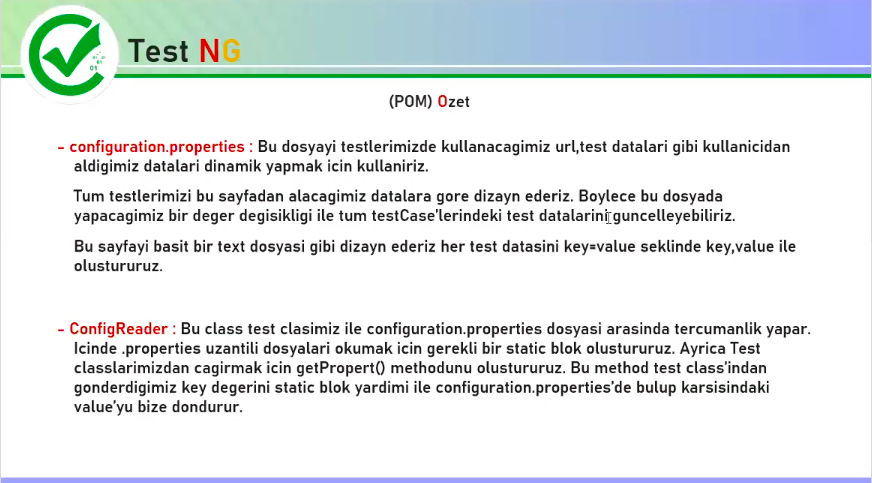 Test NG
(POM) Ozet
- configuration.properties : Bu dosyayi testlerimizde kullanacagimiz url,test datalari gibi kullanicidan
aldigimiz datalari dinamik yapmak icin kullaniriz.
Tum testlerimizi bu sayfadan alacagimiz datalara gore dizayn ederiz. Boylece bu dosyada
yapacagimiz bir deger degisikligi ile tum testCase'lerindeki test datalarini guncelleyebiliriz.
Bu sayfayi basit bir text dosyasi gibi dizayn ederiz her test datasini key=value seklinde key,value ile
olustururuz.
- ConfigReader : Bu class test clasimiz ile configuration.properties dosyasi arasinda tercumanlik yapar.
Icinde .properties uzantili dosyalari okumak icin gerekli bir static blok olustururuz. Ayrica Test
classlarimizdan cagirmak icin getPropert() methodunu olustururuz. Bu method test class'indan
gonderdigimiz key degerini static blok yardimi ile configuration.properties'de bulup karsisindaki
value'yu bize dondurur.